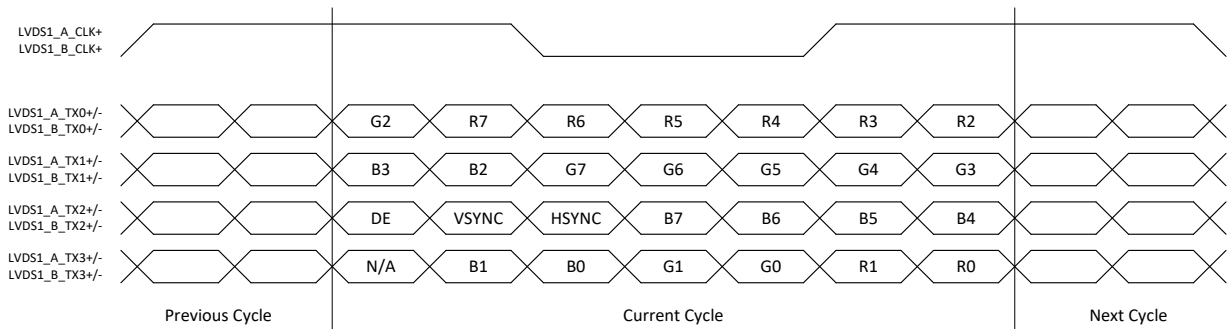 LVDS1_A_CLK+
LVDS1_B_CLK+
LVDS1_A_TX0+/-
LVDS1_B_TX0+/-
G2 R7 R6 R5 R4 R3 R2
LVDS1_A_TX1+/-
LVDS1_B_TX1+/-
B3 B2 G7 G6 G5 G4 G3
LVDS1_A_TX2+/-
LVDS1_B_TX2+/-
DE VSYNC HSYNC B7 B6 B5 B4
LVDS1_A_TX3+/-
LVDS1_B_TX3+/-
N/A B1 B0 G1 G0 R1 R0
Previous Cycle Current Cycle Next Cycle